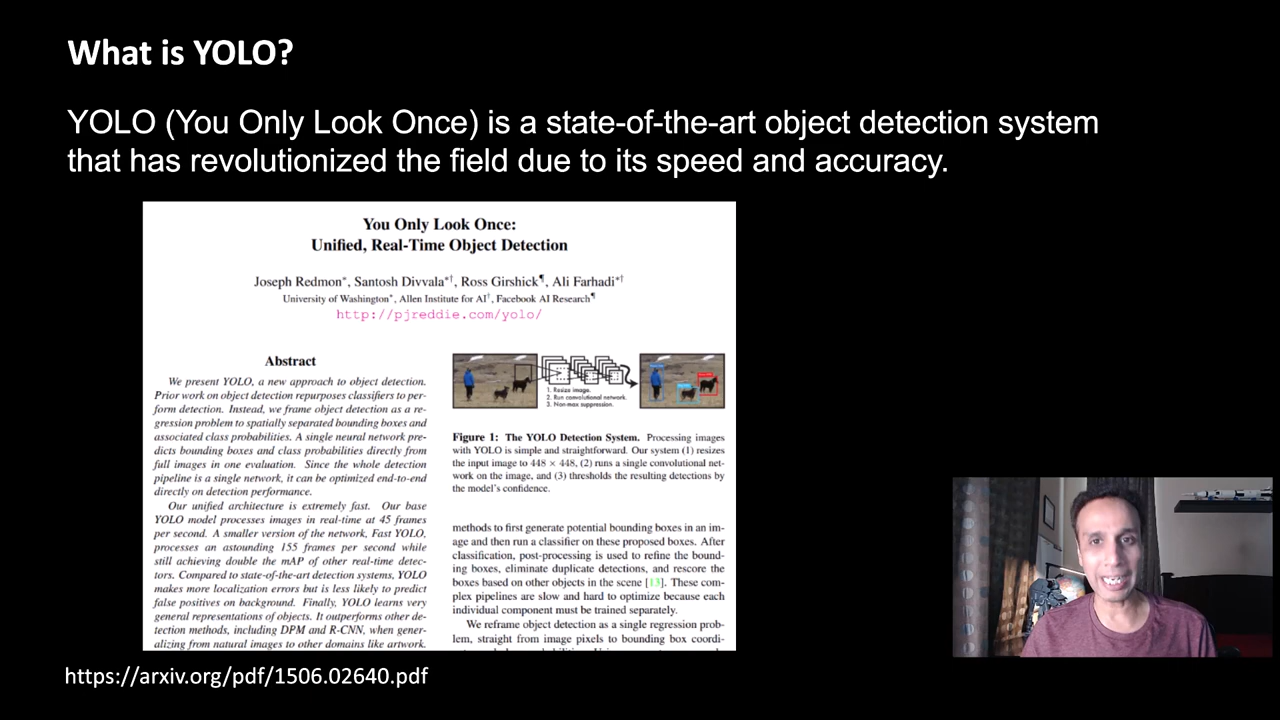 What is YOLO?
YOLO (You Only Look Once) is a state-of-the-art object detection system
that has revolutionized the field due to its speed and accuracy.
You Only Look Once:
Unified, Real-Time Object Detection
Joseph Redmon*, Santosh Divvala*†, Ross Girshick¶, Ali Farhadi*†
University of Washington*, Allen Institute for AI†, Facebook AI Research¶
http://pjreddie.com/yolo/
Abstract
We present YOLO, a new approach to object detection.
Prior work on object detection repurposes classifiers to per-
form detection. Instead, we frame object detection as a re-
gression problem to spatially separated bounding boxes and
associated class probabilities. A single neural network pre-
dicts bounding boxes and class probabilities directly from
full images in one evaluation. Since the whole detection
pipeline is a single network, it can be optimized end-to-end
directly on detection performance.
Our unified architecture is extremely fast. Our base
YOLO model processes images in real-time at 45 frames
per second. A smaller version of the network, Fast YOLO,
processes an astounding 155 frames per second while
still achieving double the mAP of other real-time detec-
tors. Compared to state-of-the-art detection systems, YOLO
makes more localization errors but is less likely to predict
false positives on background. Finally, YOLO learns very
general representations of objects. It outperforms other de-
tection methods, including DPM and R-CNN, when gener-
alizing from natural images to other domains like artwork.
1. Resize image.
2. Run convolutional network.
3. Non-max suppression.
Figure 1: The YOLO Detection System. Processing images
with YOLO is simple and straightforward. Our system (1) resizes
the input image to 448 × 448, (2) runs a single convolutional net-
work on the image, and (3) thresholds the resulting detections by
the model's confidence.
methods to first generate potential bounding boxes in an im-
age and then run a classifier on these proposed boxes. After
classification, post-processing is used to refine the bound-
ing boxes, eliminate duplicate detections, and rescore the
boxes based on other objects in the scene [13]. These com-
plex pipelines are slow and hard to optimize because each
individual component must be trained separately.
We reframe object detection as a single regression prob-
lem, straight from image pixels to bounding box coordi-
https://arxiv.org/pdf/1506.02640.pdf